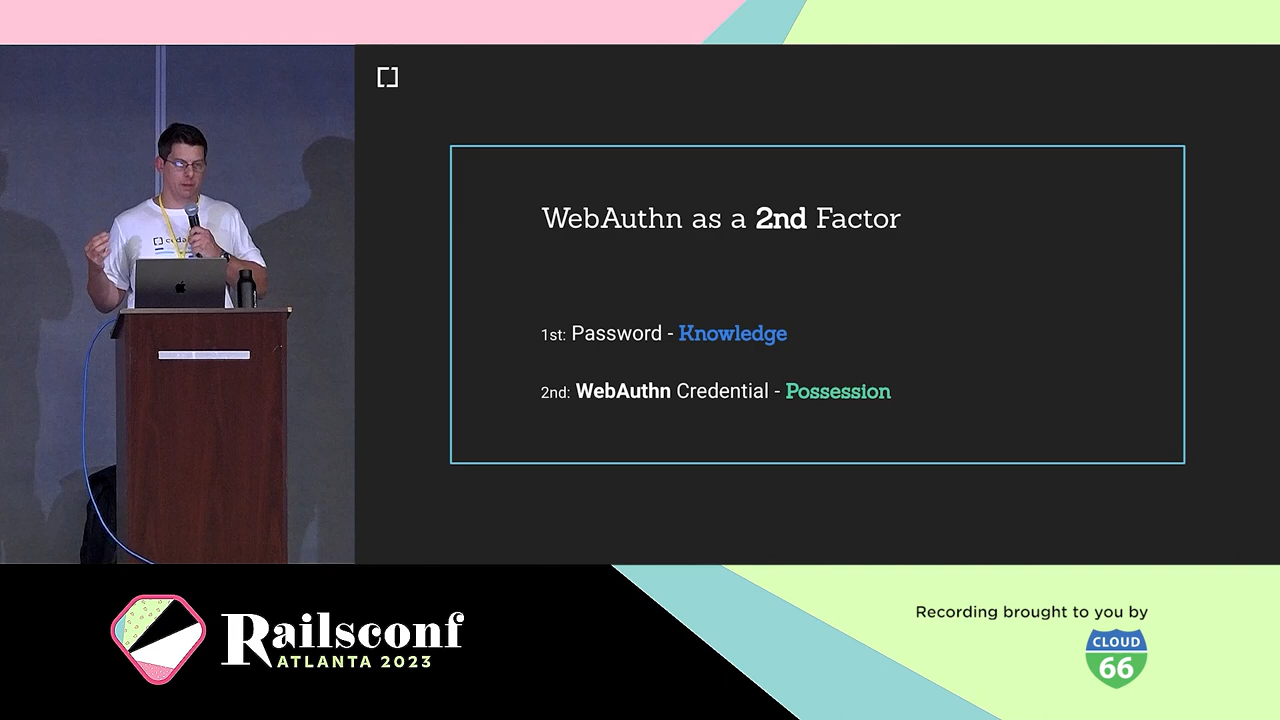 WebAuthn as a 2nd Factor
1st: Password - Knowledge
2nd: WebAuthn Credential - Possession
Railsconf
ATLANTA 2023
Recording brought to you by
CLOUD
66